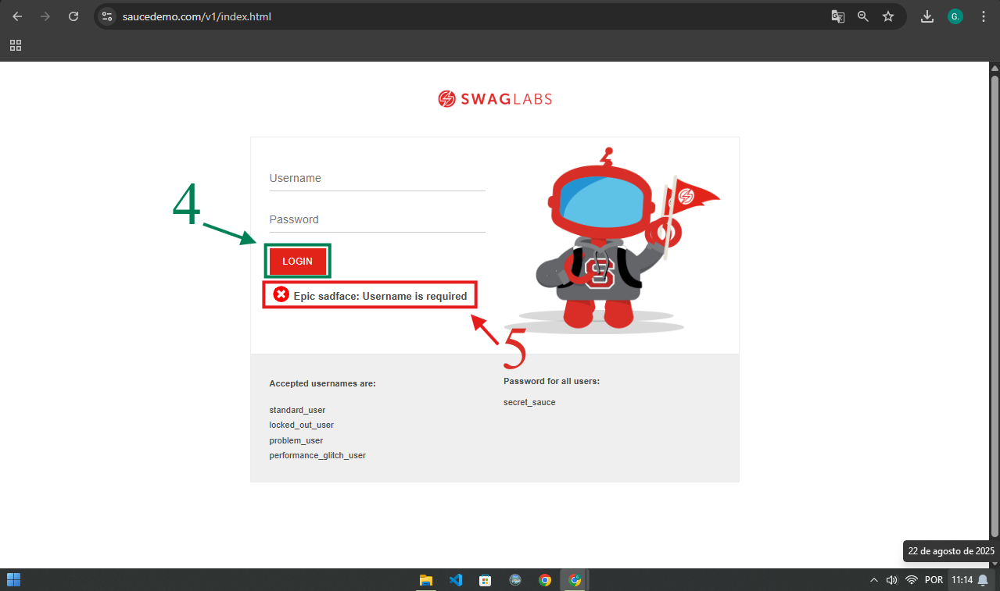 saucedemo.com/v1/index.html
G.
SWAGLABS
Username
4
Password
LOGIN
Epic sadface: Username is required
5
S
Accepted usernames are:
standard_user
locked_out_user
problem_user
performance_glitch_user
Password for all users:
secret_sauce
22 de agosto de 2025
POR
11:14